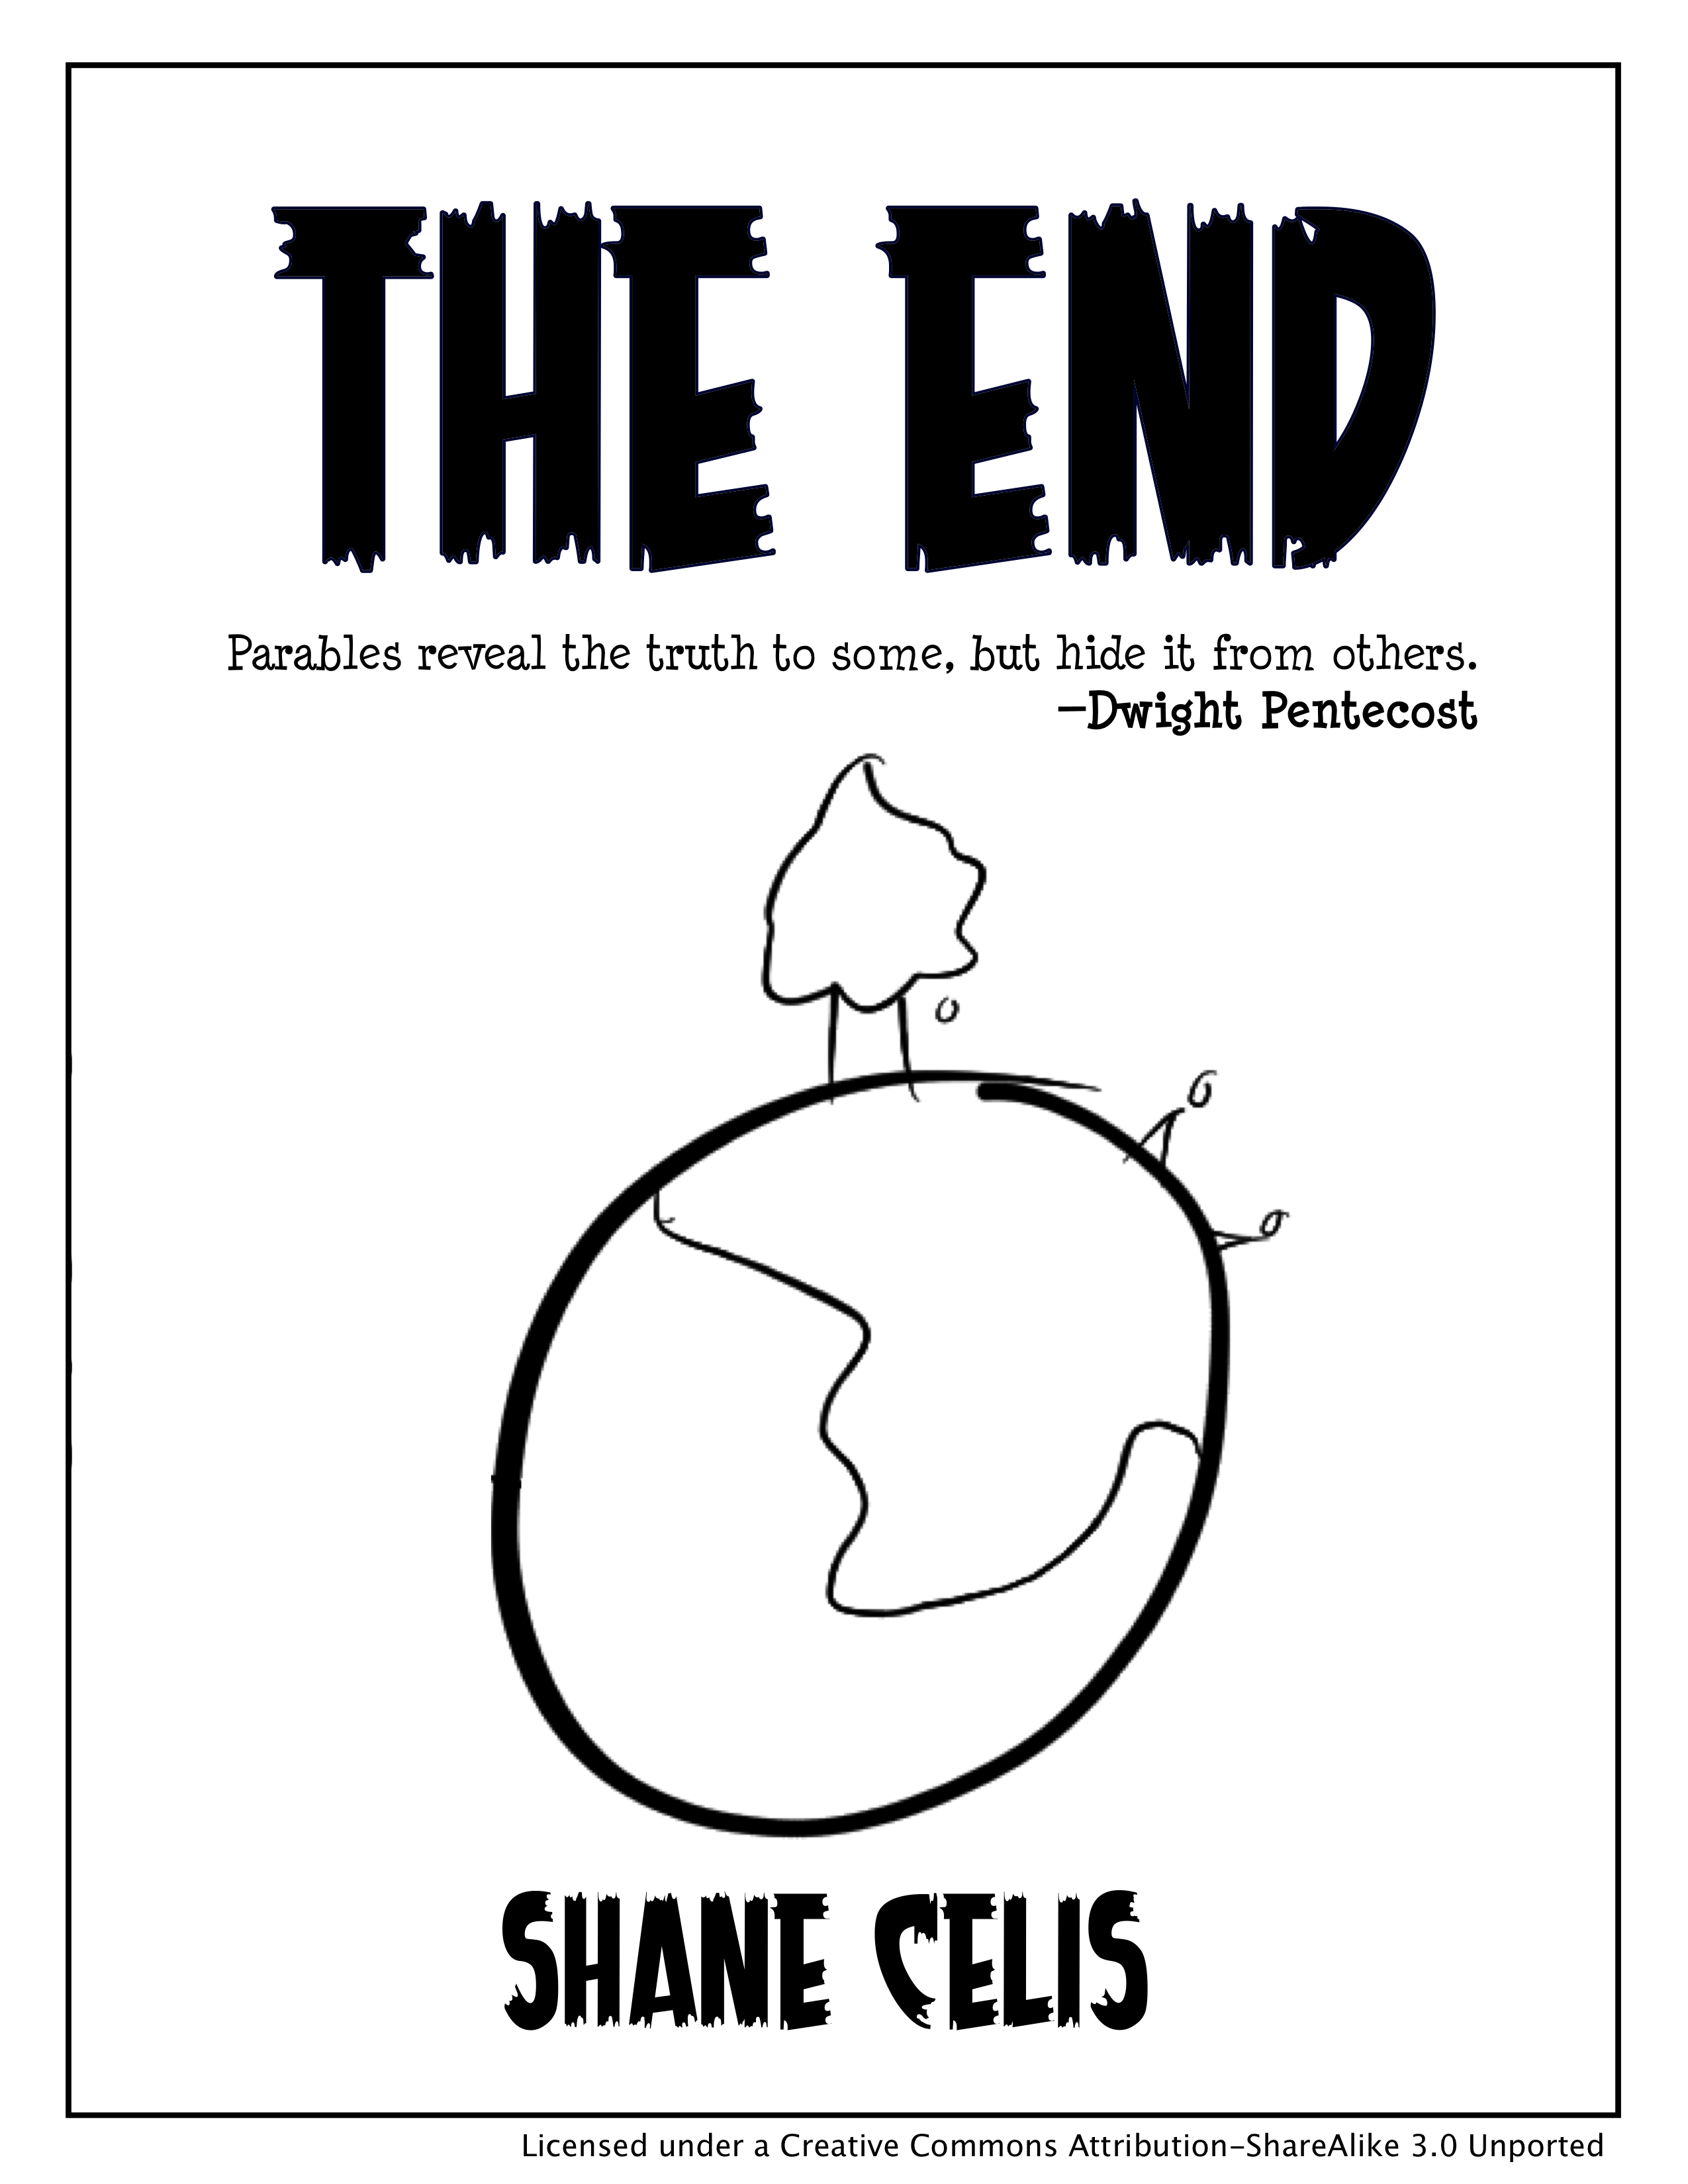 THE END
Parables reveal the truth to some, but hide it from others.
—Dwight Pentecost
SHANE CELIS
Licensed under a Creative Commons Attribution-ShareAlike 3.0 Unported